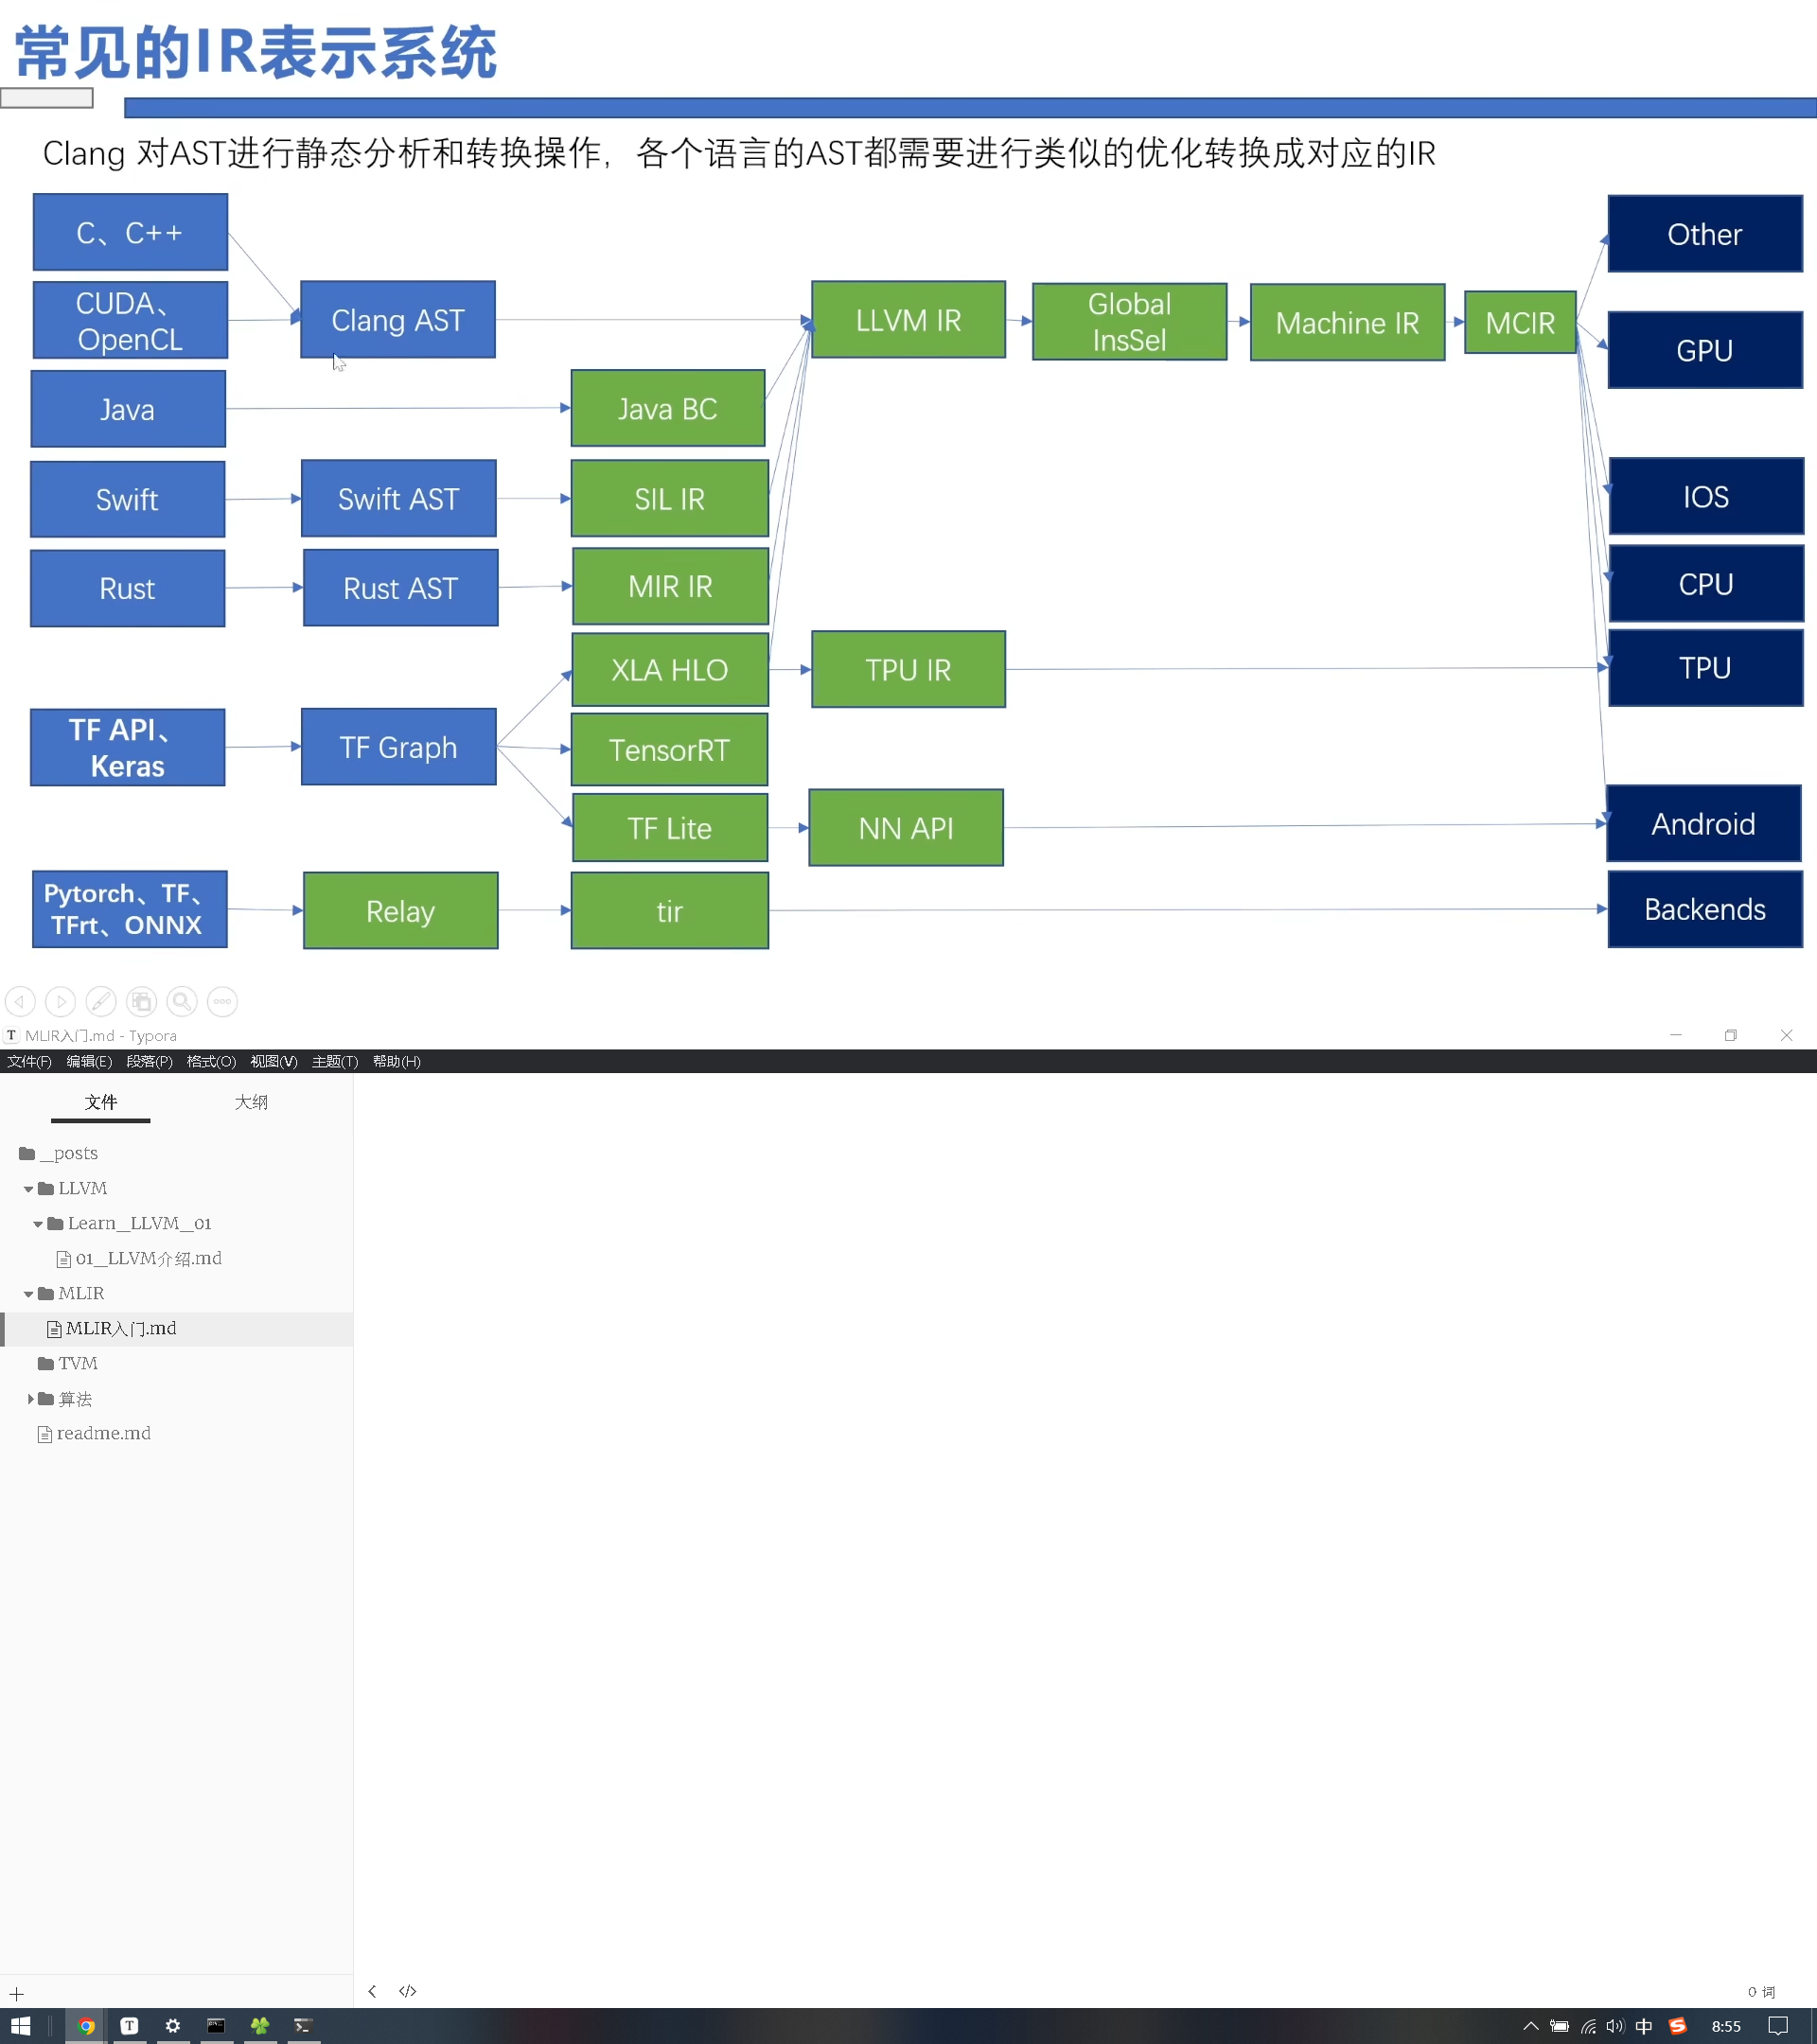 常见的IR表示系统
Clang 对AST进行静态分析和转换操作，各个语言的AST都需要进行类似的优化转换成对应的IR
C、C++
Other
CUDA、
OpenCL
Clang AST
LLVM IR
Global
InsSel
Machine IR
MCIR
GPU
Java
Java BC
Swift
Swift AST
SIL IR
IOS
Rust
Rust AST
MIR IR
CPU
XLA HLO
TPU IR
TPU
TF API、
Keras
TF Graph
TensorRT
TF Lite
NN API
Android
Pytorch、TF、
TFrt、ONNX
Relay
tir
Backends
T MLIR入门.md - Typora
文件(F) 编辑(E) 段落(P) 格式(O) 视图(V) 主题(T) 帮助(H)
文件 大纲
_posts
LLVM
Learn_LLVM_01
01_LLVM介绍.md
MLIR
MLIR入门.md
TVM
算法
readme.md
0 词
T
中
8:55